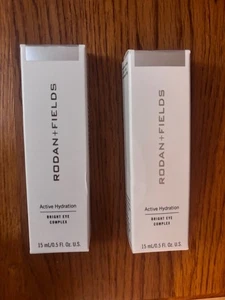 RODAN+FIELDS
Active Hydration
BRIGHT EYE
COMPLEX
15 mL/0.5 Fl. Oz. U.S.
RODAN+FIELDS
Active Hydration
BRIGHT EYE
COMPLEX
15 mL/0.5 Fl. Oz. U.S.